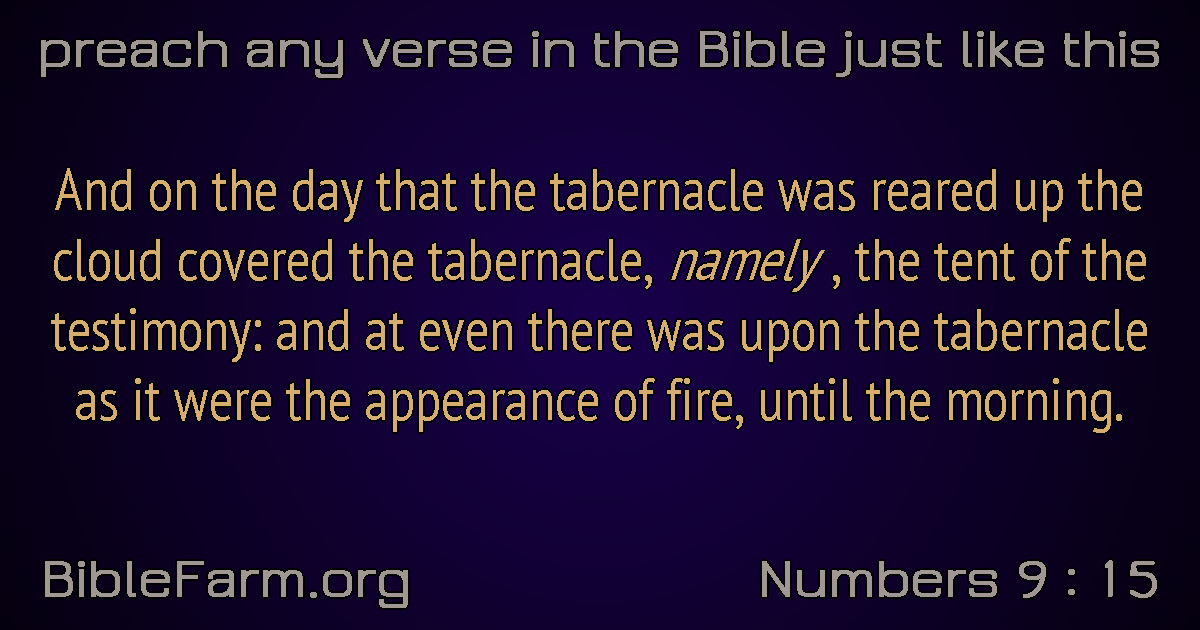 preach any verse in the Bible just like this
And on the day that the tabernacle was reared up the
cloud covered the tabernacle, namely , the tent of the
testimony: and at even there was upon the tabernacle
as it were the appearance of fire, until the morning.
BibleFarm.org
Numbers 9 : 15